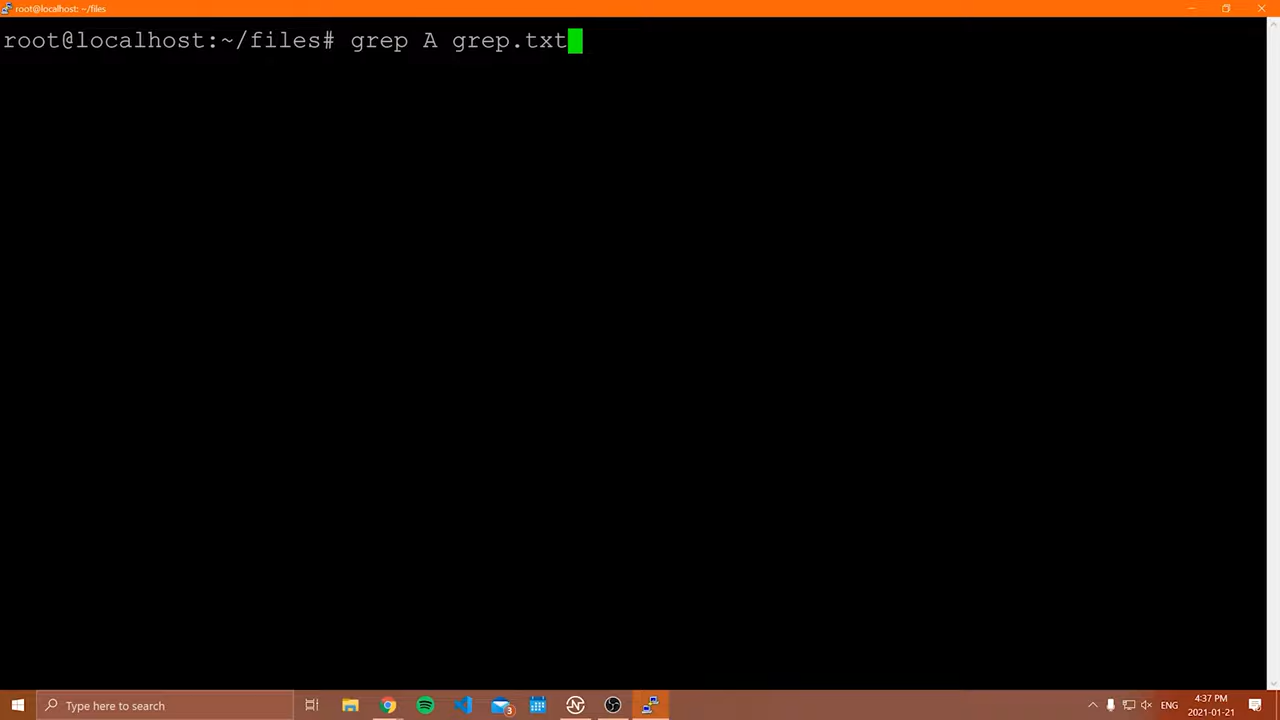 root@localhost: ~/files
root@localhost:~/files# grep A grep.txt
Type here to search
3
ENG
4:37 PM
2021-01-21